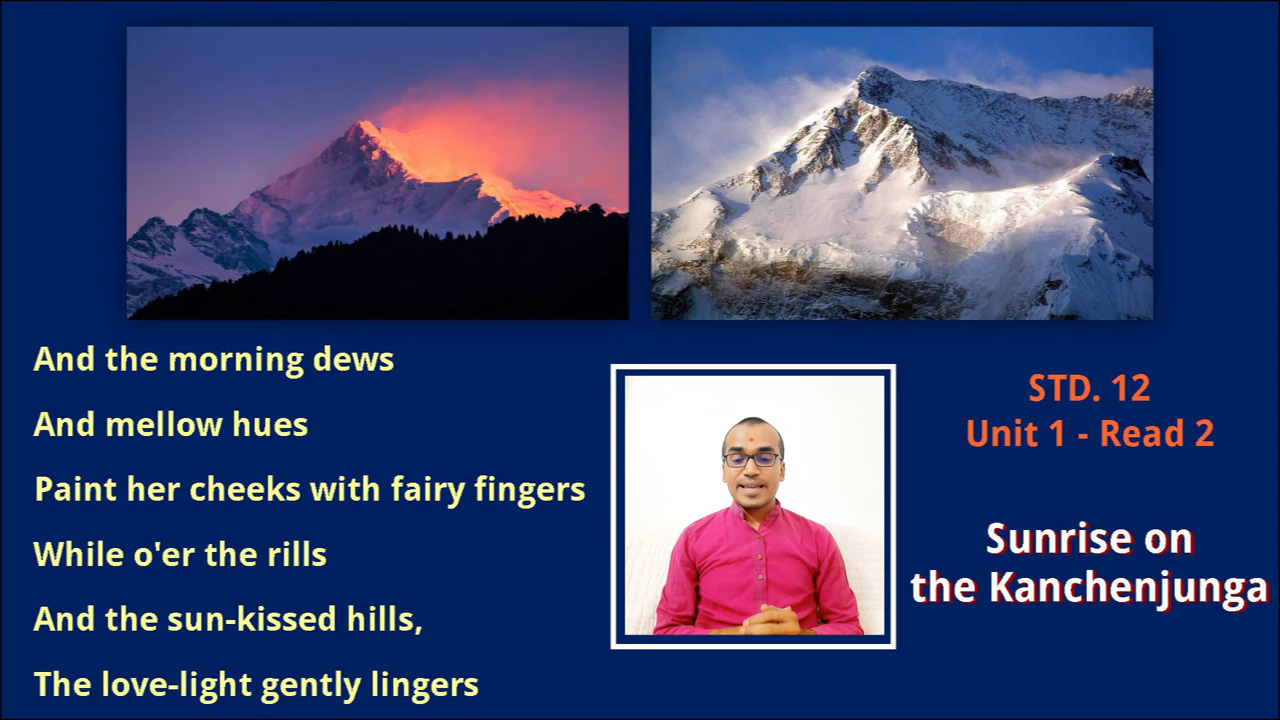 And the morning dews
And mellow hues
Paint her cheeks with fairy fingers
While o'er the rills
And the sun-kissed hills,
The love-light gently lingers
STD. 12
Unit 1 - Read 2
Sunrise on
the Kanchenjunga